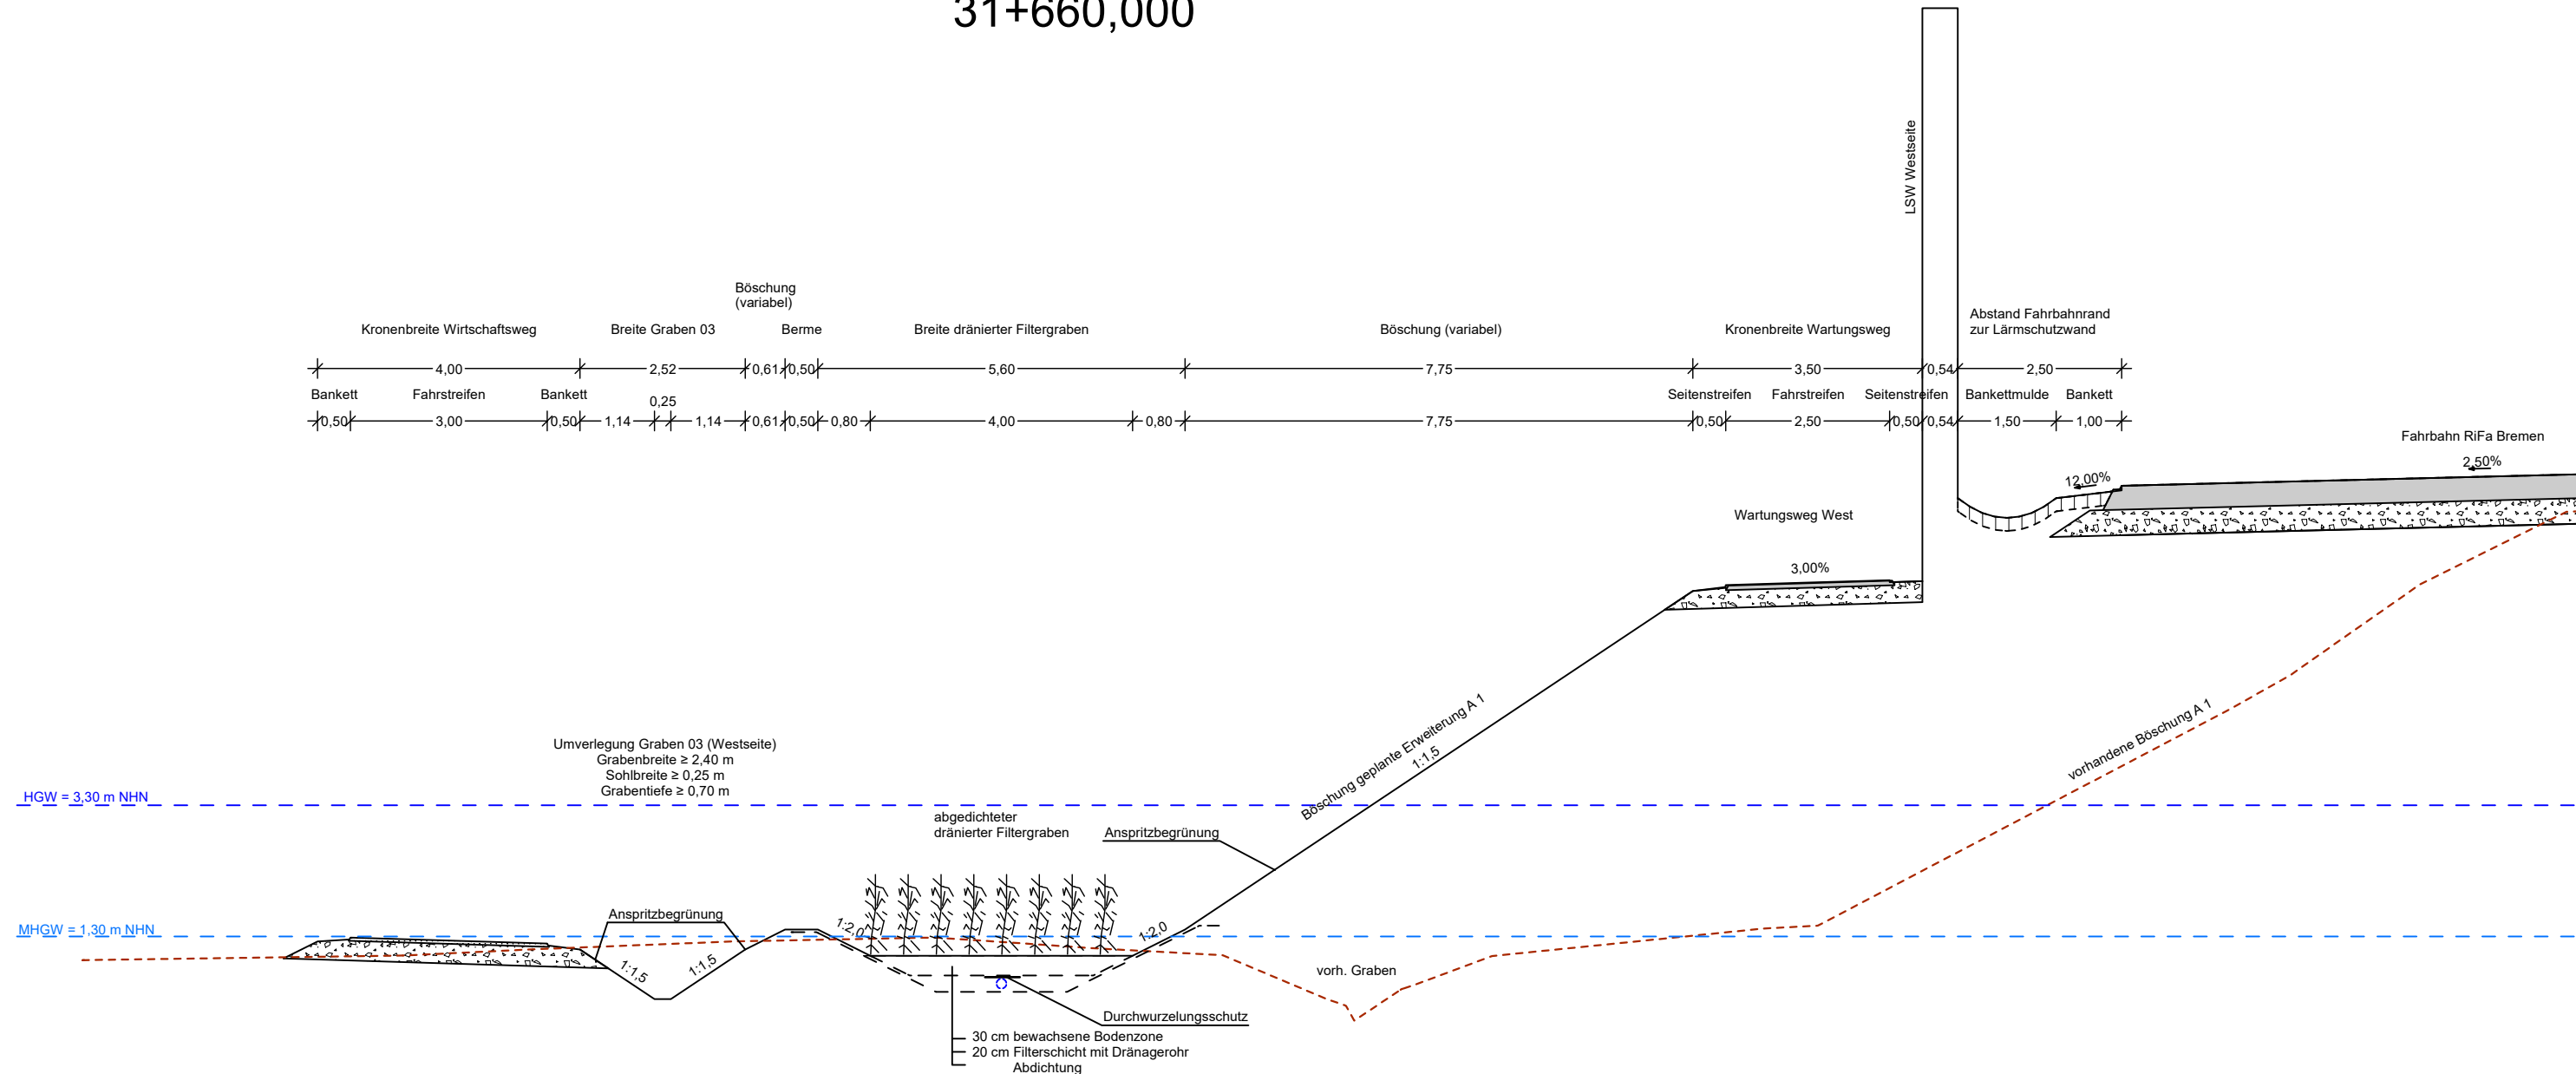 31+660,000
LSW Westseite
Böschung
(variabel)
Kronenbreite Wirtschaftsweg
Breite Graben 03
Berme
Breite dränierter Filtergraben
Böschung (variabel)
Kronenbreite Wartungsweg
Abstand Fahrbahnrand
zur Lärmschutzwand
4,00 2,52 0,61 0,50 5,60 7,75 3,50 0,54 2,50
Bankett Fahrstreifen Bankett 0,25 Seitenstreifen Fahrstreifen Seitenstreifen Bankettmulde Bankett
0,50 3,00 0,50 1,14 1,14 0,61 0,50 0,80 4,00 0,80 7,75 0,50 2,50 0,50 0,54 1,50 1,00
Fahrbahn RiFa Bremen
2,50%
12,00%
Wartungsweg West
3,00%
Böschung geplante Erweiterung A 1
1:1,5
vorhandene Böschung A 1
Umverlegung Graben 03 (Westseite)
Grabenbreite ≥ 2,40 m
Sohlbreite ≥ 0,25 m
Grabentiefe ≥ 0,70 m
HGW = 3,30 m NHN
abgedichteter
dränierter Filtergraben
Anspritzbegrünung
Anspritzbegrünung
MHGW = 1,30 m NHN
1:2,0
1:2,0
1:1,5
1:1,5
vorh. Graben
Durchwurzelungsschutz
30 cm bewachsene Bodenzone
20 cm Filterschicht mit Dränagerohr
Abdichtung